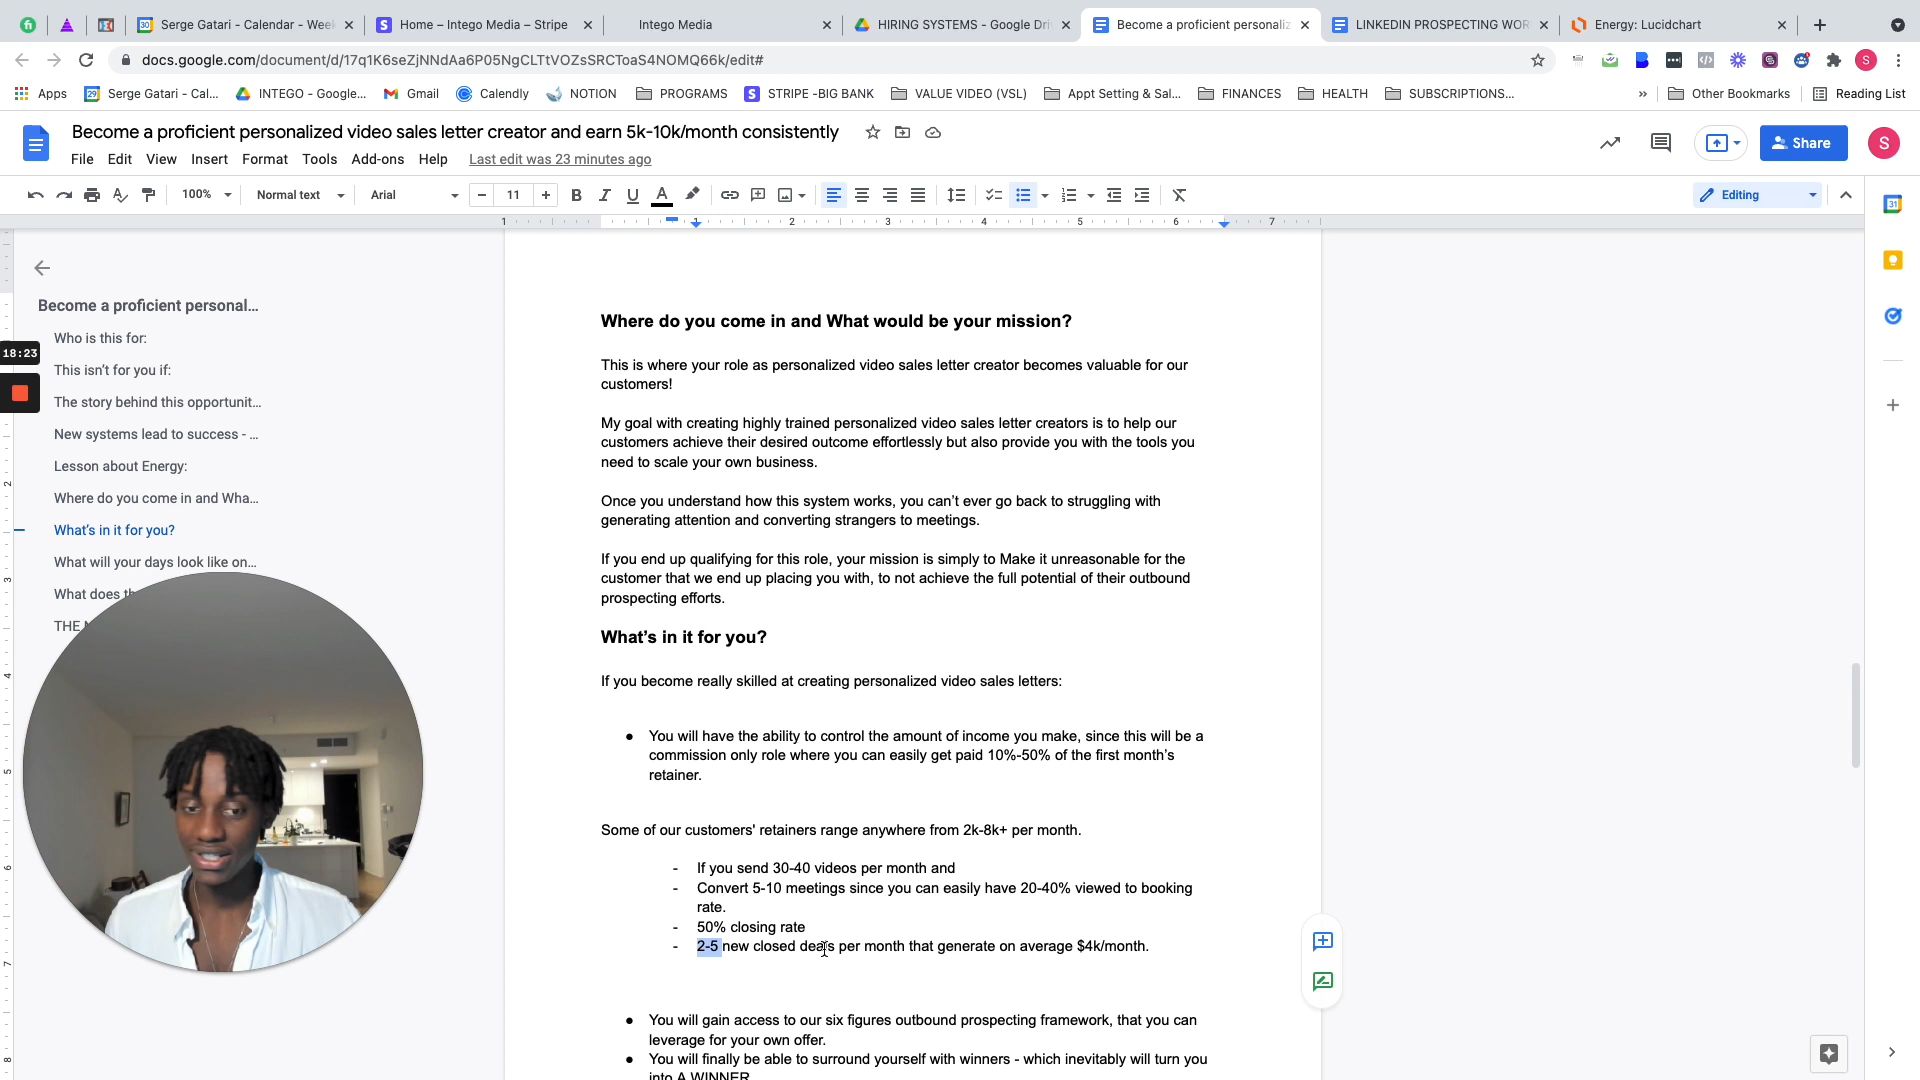 Serge Gatari - Calendar - Week
Home – Intego Media – Stripe
Intego Media
HIRING SYSTEMS - Google Dri
Become a proficient personaliz
LINKEDIN PROSPECTING WOR
Energy: Lucidchart
docs.google.com/document/d/17q1K6seZjNNdAa6P05NgCLTtVOZsSRCToaS4NOMQ66k/edit#
Apps
Serge Gatari - Cal...
INTEGO - Google...
Gmail
Calendly
NOTION
PROGRAMS
STRIPE -BIG BANK
VALUE VIDEO (VSL)
Appt Setting & Sal...
FINANCES
HEALTH
SUBSCRIPTIONS...
»
Other Bookmarks
Reading List
Become a proficient personalized video sales letter creator and earn 5k-10k/month consistently
File Edit View Insert Format Tools Add-ons Help Last edit was 23 minutes ago
Share
S
100% Normal text Arial 11 Editing
1 1 2 3 4 5 6 7
Become a proficient personal...
Who is this for:
This isn't for you if:
The story behind this opportunit...
New systems lead to success - ...
Lesson about Energy:
Where do you come in and Wha...
What's in it for you?
What will your days look like on...
What does th
THE
18:23
Where do you come in and What would be your mission?
This is where your role as personalized video sales letter creator becomes valuable for our
customers!
My goal with creating highly trained personalized video sales letter creators is to help our
customers achieve their desired outcome effortlessly but also provide you with the tools you
need to scale your own business.
Once you understand how this system works, you can't ever go back to struggling with
generating attention and converting strangers to meetings.
If you end up qualifying for this role, your mission is simply to Make it unreasonable for the
customer that we end up placing you with, to not achieve the full potential of their outbound
prospecting efforts.
What's in it for you?
If you become really skilled at creating personalized video sales letters:
● You will have the ability to control the amount of income you make, since this will be a
commission only role where you can easily get paid 10%-50% of the first month's
retainer.
Some of our customers' retainers range anywhere from 2k-8k+ per month.
- If you send 30-40 videos per month and
- Convert 5-10 meetings since you can easily have 20-40% viewed to booking
rate.
- 50% closing rate
- 2-5 new closed deals per month that generate on average $4k/month.
● You will gain access to our six figures outbound prospecting framework, that you can
leverage for your own offer.
● You will finally be able to surround yourself with winners - which inevitably will turn you
into A WINNER